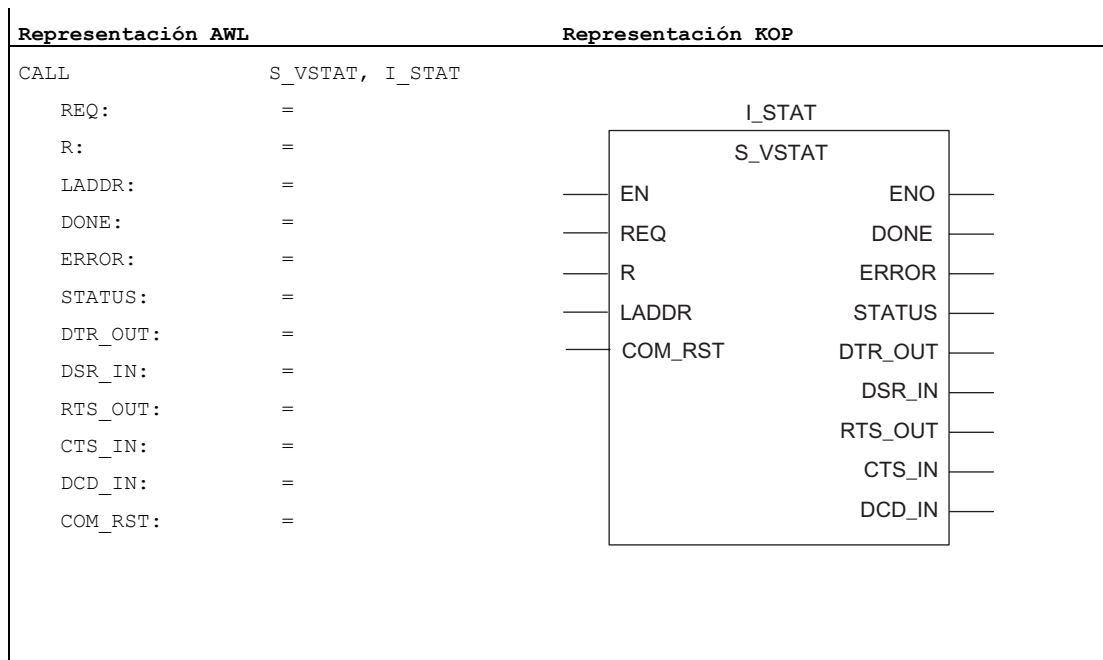 Representación AWL
Representación KOP
CALL S_VSTAT, I_STAT
REQ: =
R: =
LADDR: =
DONE: =
ERROR: =
STATUS: =
DTR_OUT: =
DSR_IN: =
RTS_OUT: =
CTS_IN: =
DCD_IN: =
COM_RST: =
I_STAT
S_VSTAT
EN ENO
REQ DONE
R ERROR
LADDR STATUS
COM_RST DTR_OUT
DSR_IN
RTS_OUT
CTS_IN
DCD_IN